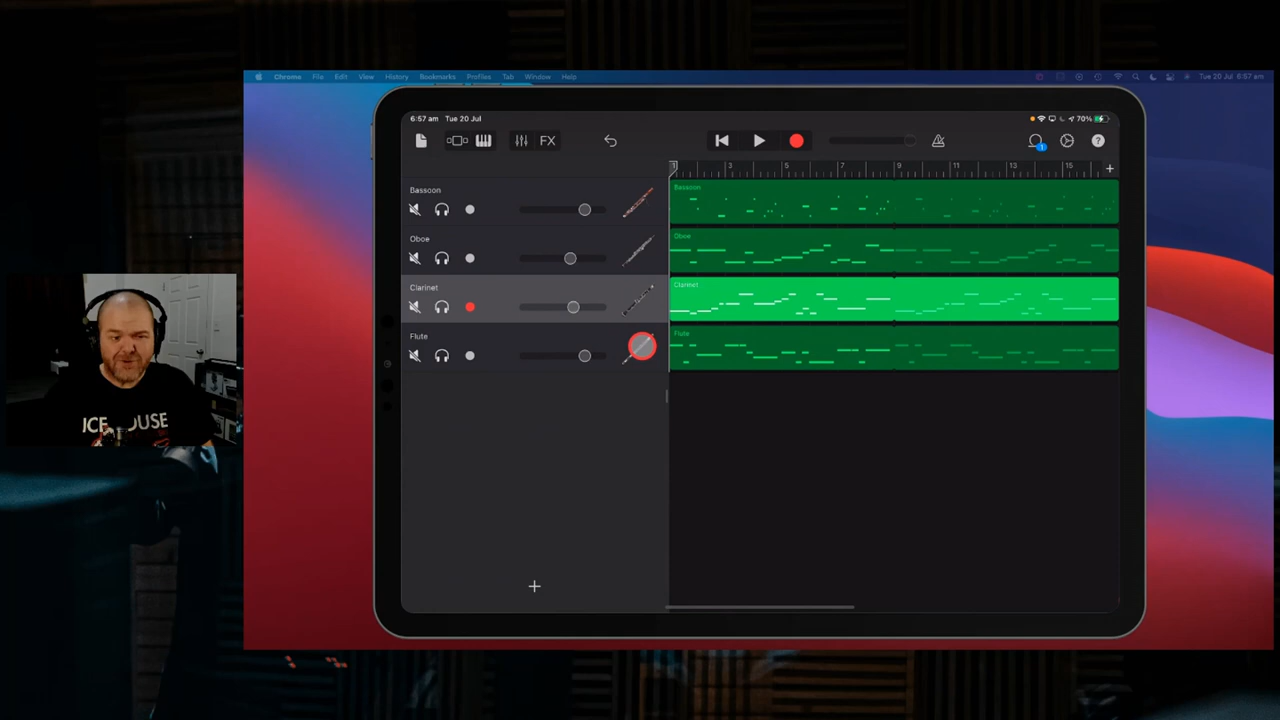 Chrome File Edit View History Bookmarks Profiles Tab Window Help Tue 20 Jul 6:57 am
6:57 am Tue 20 Jul 70%
FX 1 ?
1 3 5 7 9 11 13 15 +
Bassoon
Bassoon
Oboe
Oboe
Clarinet
Clarinet
Flute
Flute
ICEHOUSE
+